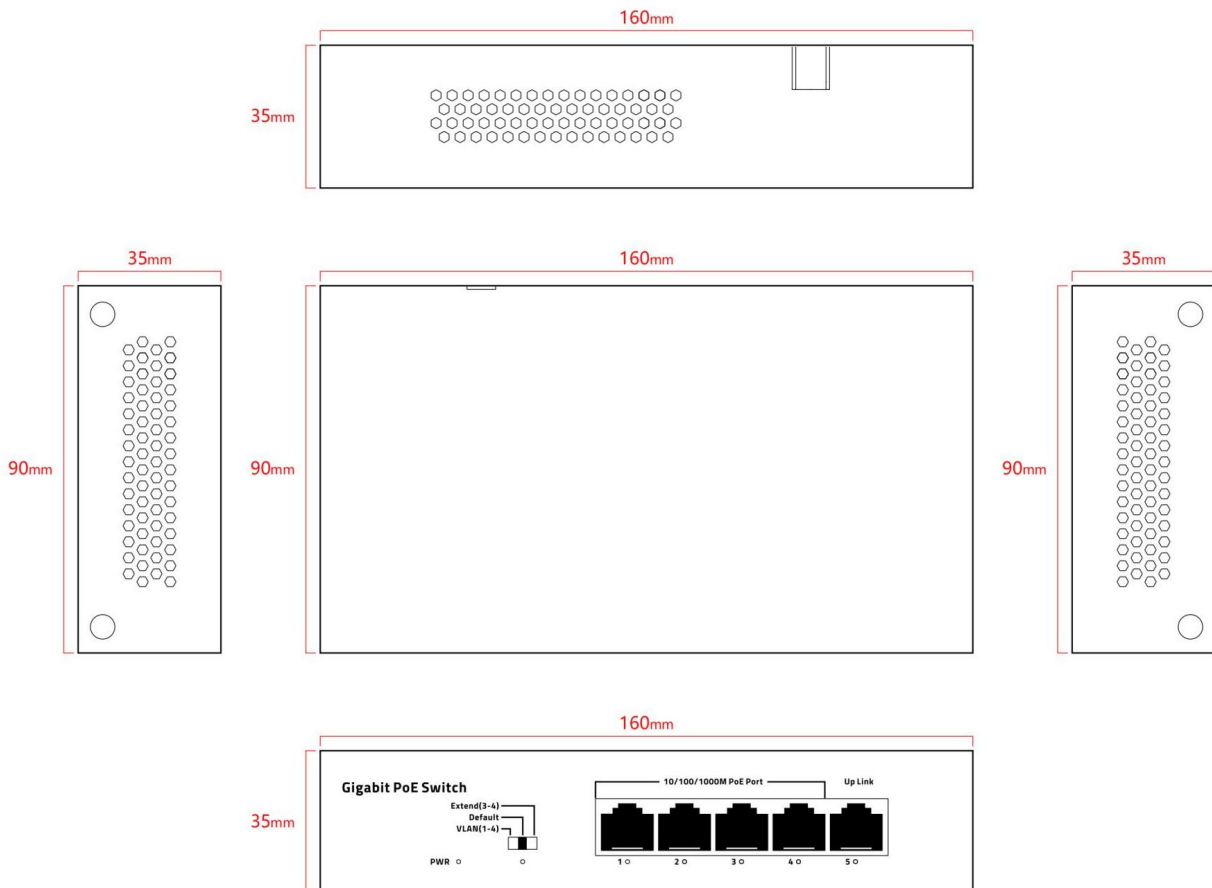 160mm
35mm
35mm
160mm
35mm
90mm
90mm
90mm
160mm
35mm
Gigabit PoE Switch
Extend(3-4)
Default
VLAN(1-4)
PWR
10/100/1000M PoE Port
Up Link
1
2
3
4
5